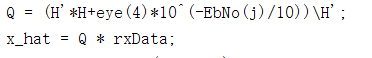 Q = (H'*H+eye(4)*10^(-EbNo(j)/10))\H';
x_hat = Q * rxData;